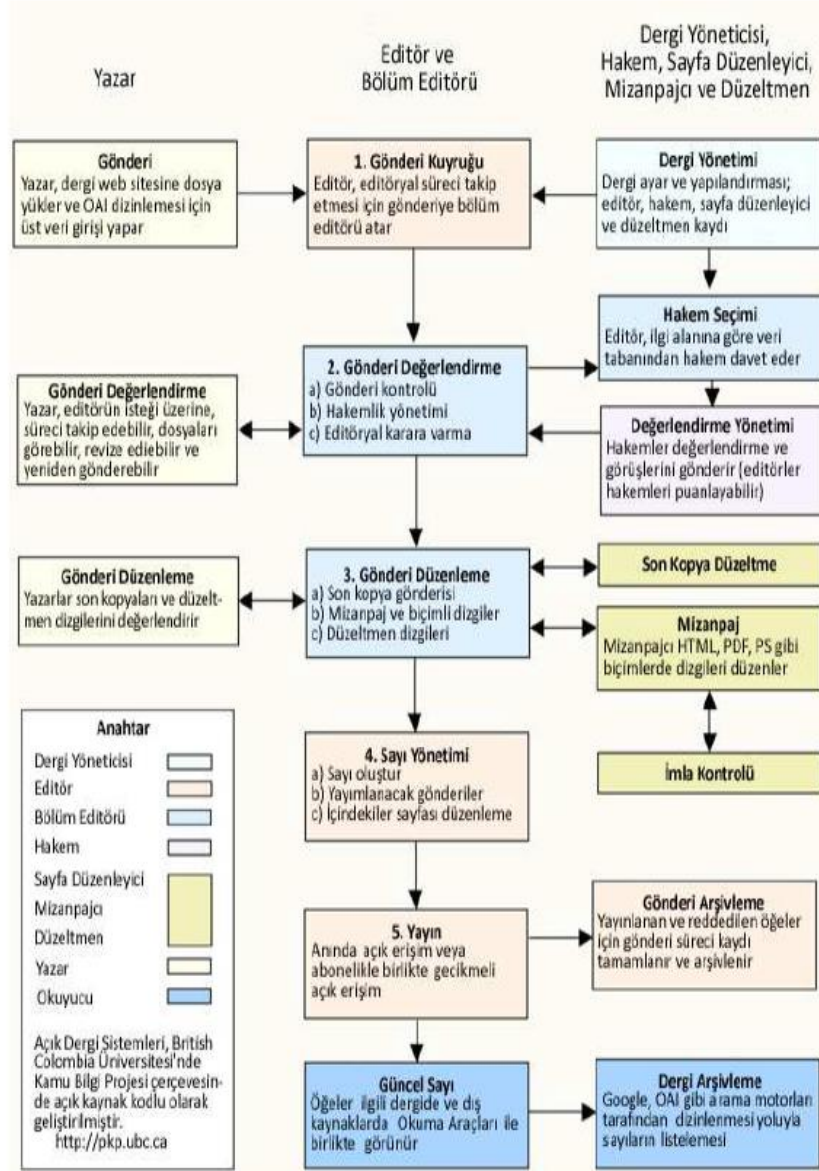 Yazar
Editör ve
Bölüm Editörü
Dergi Yöneticisi,
Hakem, Sayfa Düzenleyici,
Mizanpajcı ve Düzeltmen
Gönderi
Yazar, dergi web sitesine dosya
yükler ve OAI dizinlemesi için
üst veri girişi yapar
1. Gönderi Kuyruğu
Editör, editöryal süreci takip
etmesi için gönderiye bölüm
editörü atar
Dergi Yönetimi
Dergi ayar ve yapılandırması;
editör, hakem, sayfa düzenleyici
ve düzeltmen kaydı
Hakem Seçimi
Editör, ilgi alanına göre veri
tabanından hakem davet eder
Gönderi Değerlendirme
Yazar, editörün isteği üzerine,
süreci takip edebilir, dosyaları
görebilir, revize ediebilir ve
yeniden gönderebilir
2. Gönderi Değerlendirme
a) Gönderi kontrolü
b) Hakemlik yönetimi
c) Editöryal karara varma
Değerlendirme Yönetimi
Hakemler değerlendirme ve
görüşlerini gönderir (editörler
hakemleri puanlayabilir)
Gönderi Düzenleme
Yazarlar son kopyaları ve düzelt-
men dizgilerini değerlendirir
3. Gönderi Düzenleme
a) Son kopya gönderisi
b) Mizanpaj ve biçimli dizgiler
c) Düzeltmen dizgileri
Son Kopya Düzeltme
Mizanpaj
Mizanpajcı HTML, PDF, PS gibi
biçimlerde dizgileri düzenler
İmla Kontrolü
4. Sayı Yönetimi
a) Sayı oluştur
b) Yayımlanacak gönderiler
c) İçindekiler sayfası düzenleme
Anahtar
Dergi Yöneticisi
Editör
Bölüm Editörü
Hakem
Sayfa Düzenleyici
Mizanpajcı
Düzeltmen
Yazar
Okuyucu
Açık Dergi Sistemleri, British
Colombia Üniversitesi'nde
Kamu Bilgi Projesi çerçevesin-
de açık kaynak kodlu olarak
geliştirilmiştir.
http://pkp.ubc.ca
5. Yayın
Anında açık erişim veya
abonelikle birlikte gecikmeli
açık erişim
Gönderi Arşivleme
Yayınlanan ve reddedilen öğeler
için gönderi süreci kaydı
tamamlanır ve arşivlenir
Güncel Sayı
Öğeler ilgili dergide ve dış
kaynaklarda Okuma Araçları ile
birlikte görünür
Dergi Arşivleme
Google, OAI gibi arama motorları
tarafından dizinlenmesi yoluyla
sayıların listelemesi